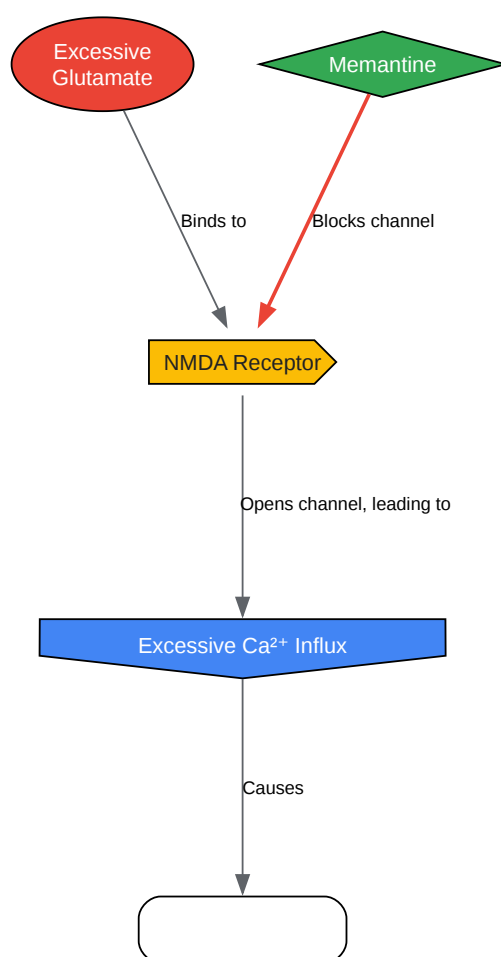 Excessive
Glutamate
Memantine
Binds to
Blocks channel
NMDA Receptor
Opens channel, leading to
Excessive Ca²⁺ Influx
Causes